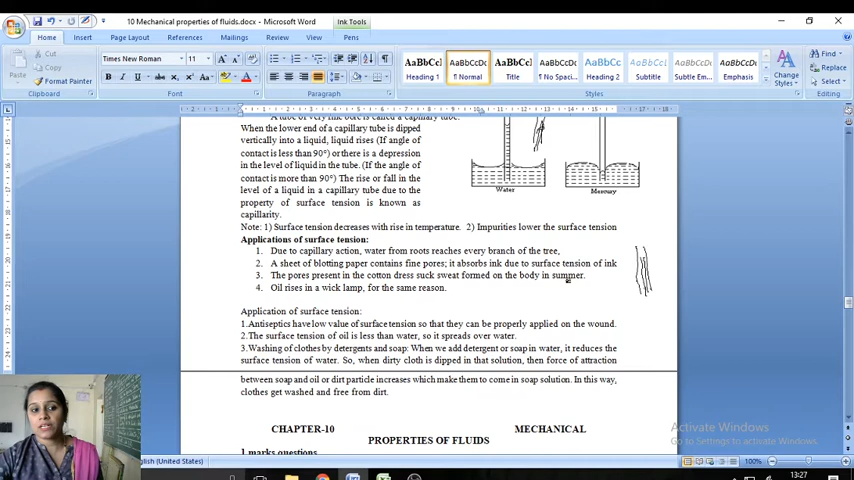 10 Mechanical properties of fluids.docx - Microsoft Word
Ink Tools
Home Insert Page Layout References Mailings Review View Pens
Cut
Copy
Format Painter
Paste
Clipboard
Times New Roman 11
Font
Paragraph
AaBbCcl AaBbCcDc AaBbCc AaBbCcDc AaBbCc AaBbCcL AaBbCcD AaBbCcD
Heading 1 ¶ Normal Title ¶ No Spaci... Heading 2 Subtitle Subtle Em... Emphasis
Change Styles
Styles
Find
Replace
Select
Editing
When the lower end of a capillary tube is dipped
vertically into a liquid, liquid rises (If angle of
contact is less than 90°) or there is a depression
in the level of liquid in the tube. (If the angle of
contact is more than 90°) The rise or fall in the
level of a liquid in a capillary tube due to the
property of surface tension is known as
capillarity.
Water
Mercury
Note: 1) Surface tension decreases with rise in temperature. 2) Impurities lower the surface tension
Applications of surface tension:
1. Due to capillary action, water from roots reaches every branch of the tree,
2. A sheet of blotting paper contains fine pores; it absorbs ink due to surface tension of ink
3. The pores present in the cotton dress suck sweat formed on the body in summer.
4. Oil rises in a wick lamp, for the same reason.
Application of surface tension:
1.Antiseptics have low value of surface tension so that they can be properly applied on the wound.
2.The surface tension of oil is less than water, so it spreads over water.
3.Washing of clothes by detergents and soap: When we add detergent or soap in water, it reduces the
surface tension of water. So, when dirty cloth is dipped in that solution, then force of attraction
between soap and oil or dirt particle increases which make them to come in soap solution. In this way,
clothes get washed and free from dirt.
CHAPTER-10 MECHANICAL
PROPERTIES OF FLUIDS
1 marks questions
Activate Windows
Go to Settings to activate Windows.
English (United States)
100%
13:27